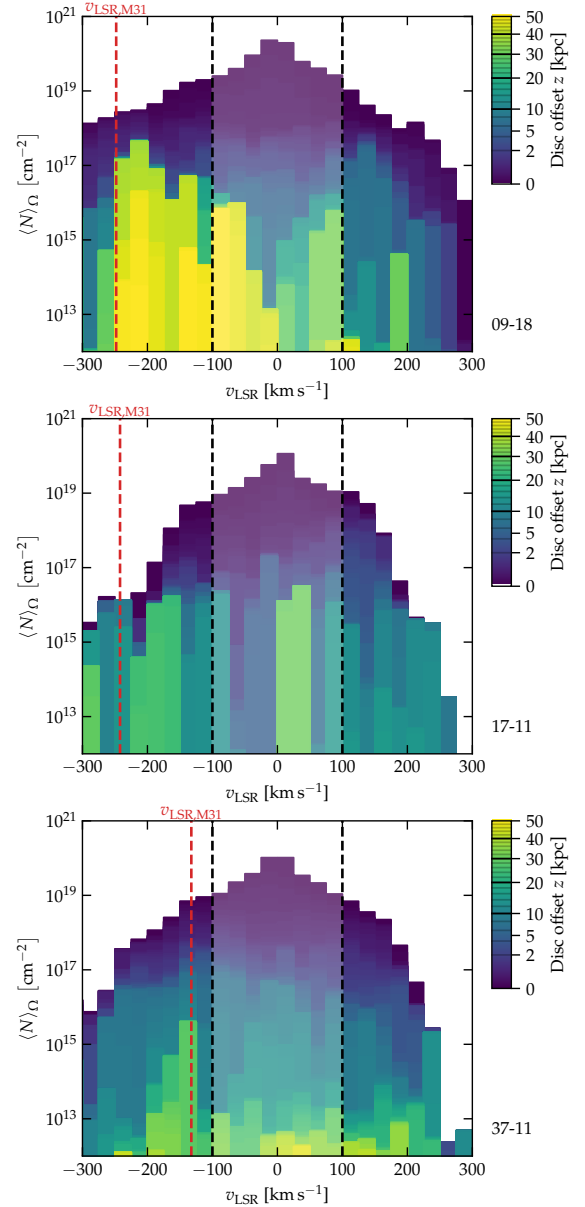 v_LSR,M31
10^21
10^19
10^17
10^15
10^13
⟨N⟩_Ω [cm^−2]
−300 −200 −100 0 100 200 300
v_LSR [km s^−1]
09-18
50
40
30
20
10
5
2
0
Disc offset z [kpc]
v_LSR,M31
10^21
10^19
10^17
10^15
10^13
⟨N⟩_Ω [cm^−2]
−300 −200 −100 0 100 200 300
v_LSR [km s^−1]
17-11
50
40
30
20
10
5
2
0
Disc offset z [kpc]
v_LSR,M31
10^21
10^19
10^17
10^15
10^13
⟨N⟩_Ω [cm^−2]
−300 −200 −100 0 100 200 300
v_LSR [km s^−1]
37-11
50
40
30
20
10
5
2
0
Disc offset z [kpc]